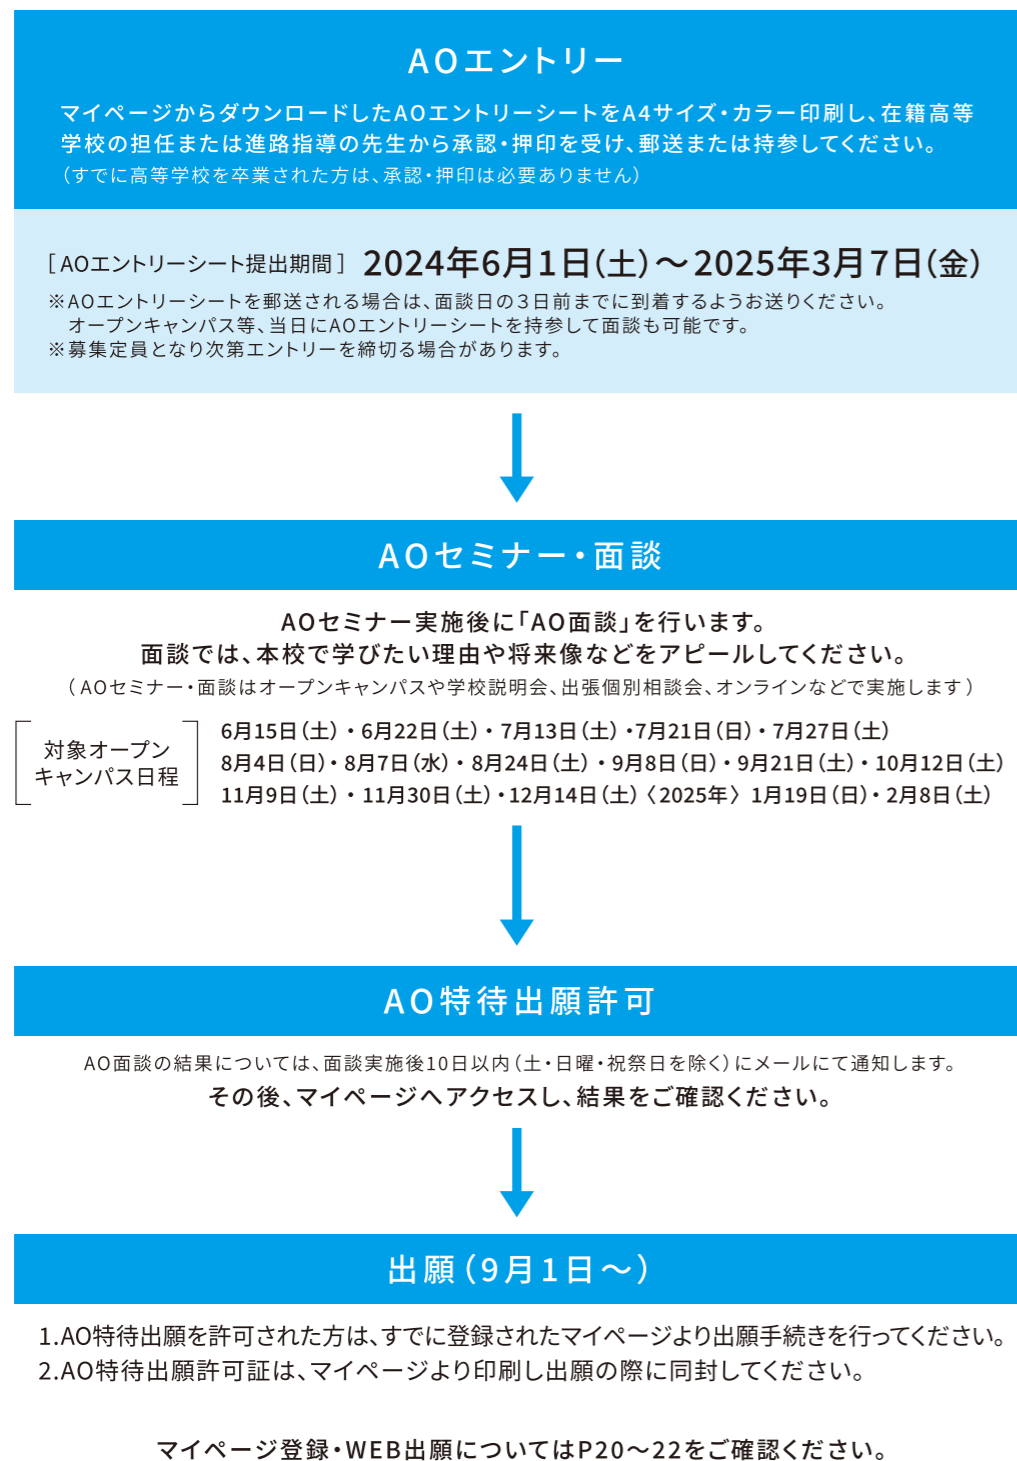 AOエントリー
マイページからダウンロードしたAOエントリーシートをA4サイズ・カラー印刷し、在籍高等
学校の担任または進路指導の先生から承認・押印を受け、郵送または持参してください。
（すでに高等学校を卒業された方は、承認・押印は必要ありません）
［AOエントリーシート提出期間］ 2024年6月1日（土）～2025年3月7日（金）
※AOエントリーシートを郵送される場合は、面談日の３日前までに到着するようお送りください。
オープンキャンパス等、当日にAOエントリーシートを持参して面談も可能です。
※募集定員となり次第エントリーを締切る場合があります。
AOセミナー・面談
AOセミナー実施後に「AO面談」を行います。
面談では、本校で学びたい理由や将来像などをアピールしてください。
（AOセミナー・面談はオープンキャンパスや学校説明会、出張個別相談会、オンラインなどで実施します）
対象オープン
キャンパス日程
6月15日（土）・6月22日（土）・7月13日（土）・7月21日（日）・7月27日（土）
8月4日（日）・8月7日（水）・8月24日（土）・9月8日（日）・9月21日（土）・10月12日（土）
11月9日（土）・11月30日（土）・12月14日（土）〈2025年〉1月19日（日）・2月8日（土）
AO特待出願許可
AO面談の結果については、面談実施後10日以内（土・日曜・祝祭日を除く）にメールにて通知します。
その後、マイページへアクセスし、結果をご確認ください。
出願（9月1日～）
1.AO特待出願を許可された方は、すでに登録されたマイページより出願手続きを行ってください。
2.AO特待出願許可証は、マイページより印刷し出願の際に同封してください。
マイページ登録・WEB出願についてはP20～22をご確認ください。